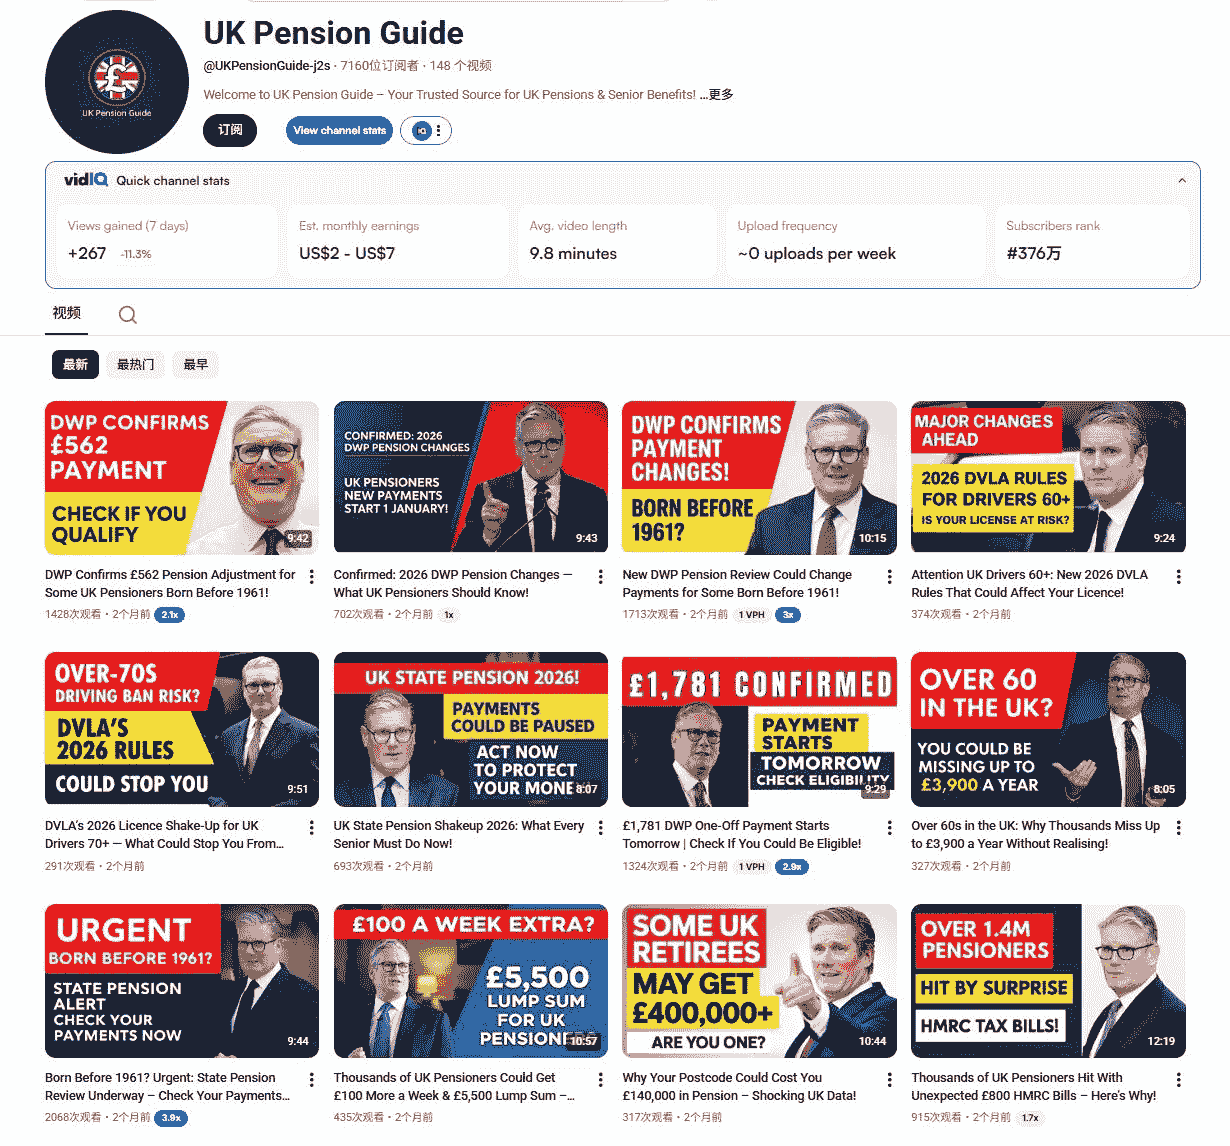 UK Pension Guide
UK Pension Guide
@UKPensionGuide-j2s · 7160位订阅者 · 148 个视频
Welcome to UK Pension Guide – Your Trusted Source for UK Pensions & Senior Benefits! ...更多
订阅
View channel stats
vidIQ Quick channel stats
Views gained (7 days)
+267 -11.3%
Est. monthly earnings
US$2 - US$7
Avg. video length
9.8 minutes
Upload frequency
~0 uploads per week
Subscribers rank
#376万
视频
最新
最热门
最早
DWP CONFIRMS
£562
PAYMENT
CHECK IF YOU
QUALIFY
9:42
DWP Confirms £562 Pension Adjustment for
Some UK Pensioners Born Before 1961!
1428次观看 · 2个月前 2.1x
CONFIRMED: 2026
DWP PENSION CHANGES
UK PENSIONERS
NEW PAYMENTS
START 1 JANUARY!
9:43
Confirmed: 2026 DWP Pension Changes —
What UK Pensioners Should Know!
702次观看 · 2个月前 1x
DWP CONFIRMS
PAYMENT
CHANGES!
BORN BEFORE
1961?
10:15
New DWP Pension Review Could Change
Payments for Some Born Before 1961!
1713次观看 · 2个月前 1 VPH 3x
MAJOR CHANGES
AHEAD
2026 DVLA RULES
FOR DRIVERS 60+
IS YOUR LICENSE AT RISK?
9:24
Attention UK Drivers 60+: New 2026 DVLA
Rules That Could Affect Your Licence!
374次观看 · 2个月前
OVER-70S
DRIVING BAN RISK?
DVLA'S
2026 RULES
COULD STOP YOU
9:51
DVLA's 2026 Licence Shake-Up for UK
Drivers 70+ — What Could Stop You From...
291次观看 · 2个月前
UK STATE PENSION 2026!
PAYMENTS
COULD BE PAUSED
ACT NOW
TO PROTECT
YOUR MONE
8:07
UK State Pension Shakeup 2026: What Every
Senior Must Do Now!
693次观看 · 2个月前
£1,781 CONFIRMED
PAYMENT
STARTS
TOMORROW
CHECK ELIGIBILITY
9:29
£1,781 DWP One-Off Payment Starts
Tomorrow | Check If You Could Be Eligible!
1324次观看 · 2个月前 1 VPH 2.9x
OVER 60
IN THE UK?
YOU COULD BE
MISSING UP TO
£3,900 A YEAR
8:05
Over 60s in the UK: Why Thousands Miss Up
to £3,900 a Year Without Realising!
327次观看 · 2个月前
URGENT
BORN BEFORE 1961?
STATE PENSION
ALERT
CHECK YOUR
PAYMENTS NOW
9:44
Born Before 1961? Urgent: State Pension
Review Underway – Check Your Payments...
2068次观看 · 2个月前 3.9x
£100 A WEEK EXTRA?
£5,500
LUMP SUM
FOR UK
PENSIONE
10:57
Thousands of UK Pensioners Could Get
£100 More a Week & £5,500 Lump Sum –...
435次观看 · 2个月前
SOME UK
RETIREES
MAY GET
£400,000+
ARE YOU ONE?
10:44
Why Your Postcode Could Cost You
£140,000 in Pension – Shocking UK Data!
317次观看 · 2个月前
OVER 1.4M
PENSIONERS
HIT BY SURPRISE
HMRC TAX BILLS!
12:19
Thousands of UK Pensioners Hit With
Unexpected £800 HMRC Bills – Here's Why!
915次观看 · 2个月前 1.7x